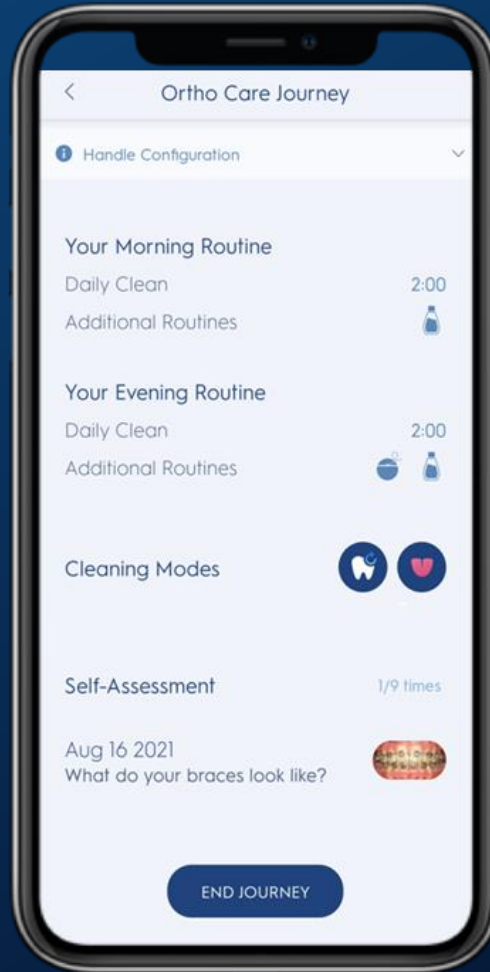 Ortho Care Journey
Handle Configuration
Your Morning Routine
Daily Clean 2:00
Additional Routines
Your Evening Routine
Daily Clean 2:00
Additional Routines
Cleaning Modes
Self-Assessment 1/9 times
Aug 16 2021
What do your braces look like?
END JOURNEY